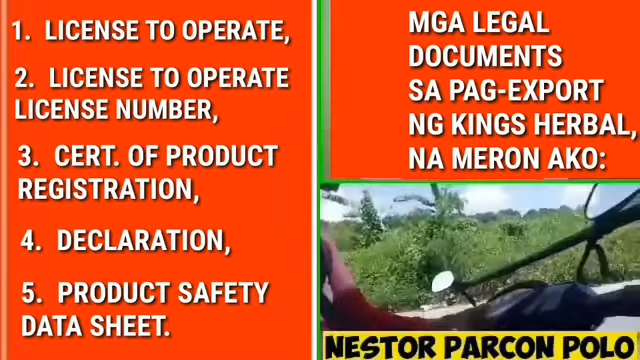 1. LICENSE TO OPERATE,
2. LICENSE TO OPERATE
LICENSE NUMBER,
3. CERT. OF PRODUCT
REGISTRATION,
4. DECLARATION,
5. PRODUCT SAFETY
DATA SHEET.
MGA LEGAL
DOCUMENTS
SA PAG-EXPORT
NG KINGS HERBAL,
NA MERON AKO:
NESTOR PARCON POLO